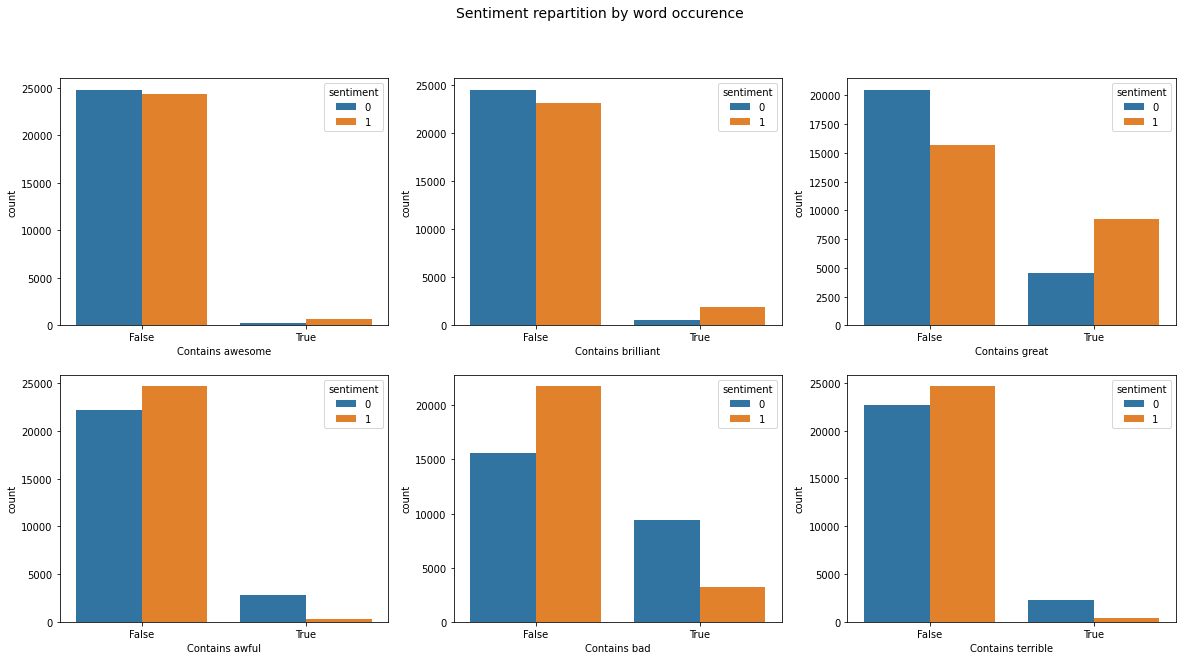 Sentiment repartition by word occurence
25000
20000
15000
10000
5000
0
count
False
True
Contains awesome
sentiment
0
1
25000
20000
15000
10000
5000
0
count
False
True
Contains brilliant
sentiment
0
1
20000
17500
15000
12500
10000
7500
5000
2500
0
count
False
True
Contains great
sentiment
0
1
25000
20000
15000
10000
5000
0
count
False
True
Contains awful
sentiment
0
1
20000
15000
10000
5000
0
count
False
True
Contains bad
sentiment
0
1
25000
20000
15000
10000
5000
0
count
False
True
Contains terrible
sentiment
0
1